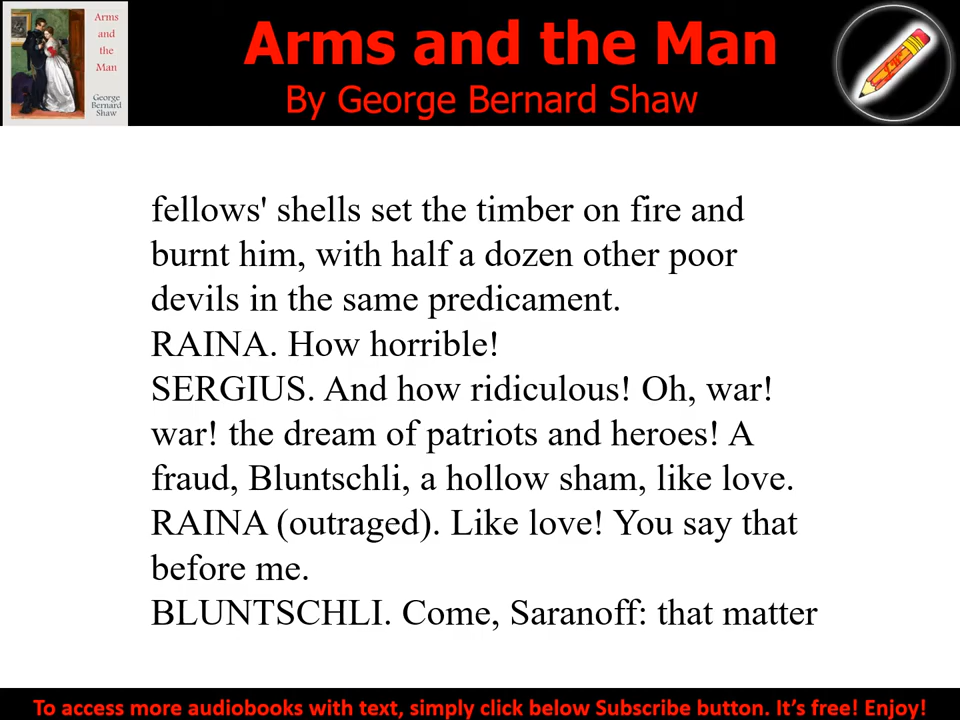 Arms
and
the
Man
George
Bernard
Shaw
Arms and the Man
By George Bernard Shaw
fellows' shells set the timber on fire and
burnt him, with half a dozen other poor
devils in the same predicament.
RAINA. How horrible!
SERGIUS. And how ridiculous! Oh, war!
war! the dream of patriots and heroes! A
fraud, Bluntschli, a hollow sham, like love.
RAINA (outraged). Like love! You say that
before me.
BLUNTSCHLI. Come, Saranoff: that matter
To access more audiobooks with text, simply click below Subscribe button. It's free! Enjoy!